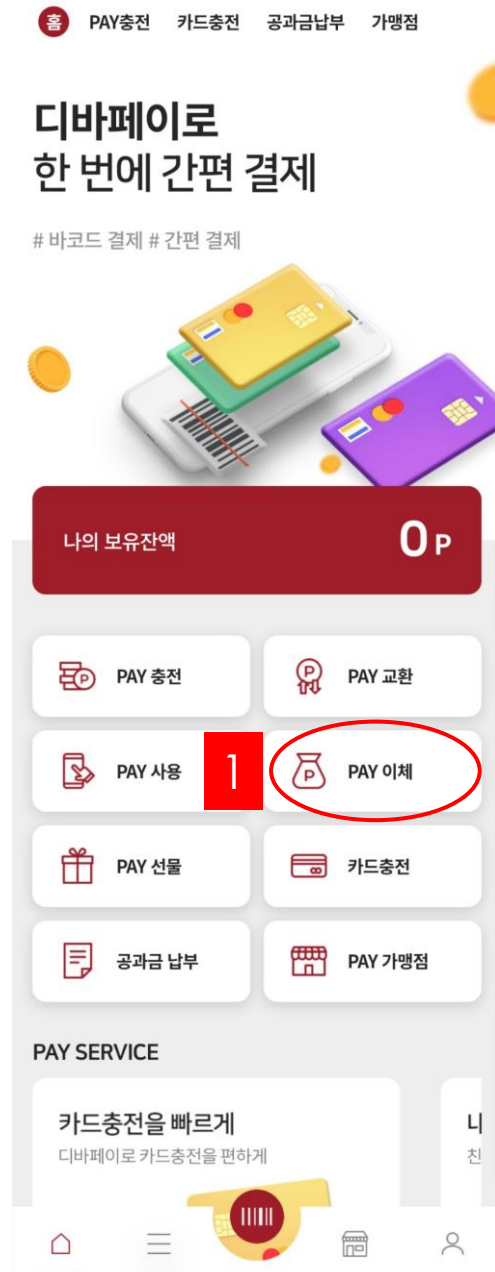 홈 PAY충전 카드충전 공과금납부 가맹점
디바페이로
한 번에 간편 결제
# 바코드 결제 # 간편 결제
나의 보유잔액 0 P
PAY 충전 PAY 교환
PAY 사용 1 PAY 이체
PAY 선물 카드충전
공과금 납부 PAY 가맹점
PAY SERVICE
카드충전을 빠르게
디바페이로 카드충전을 편하게
나
친